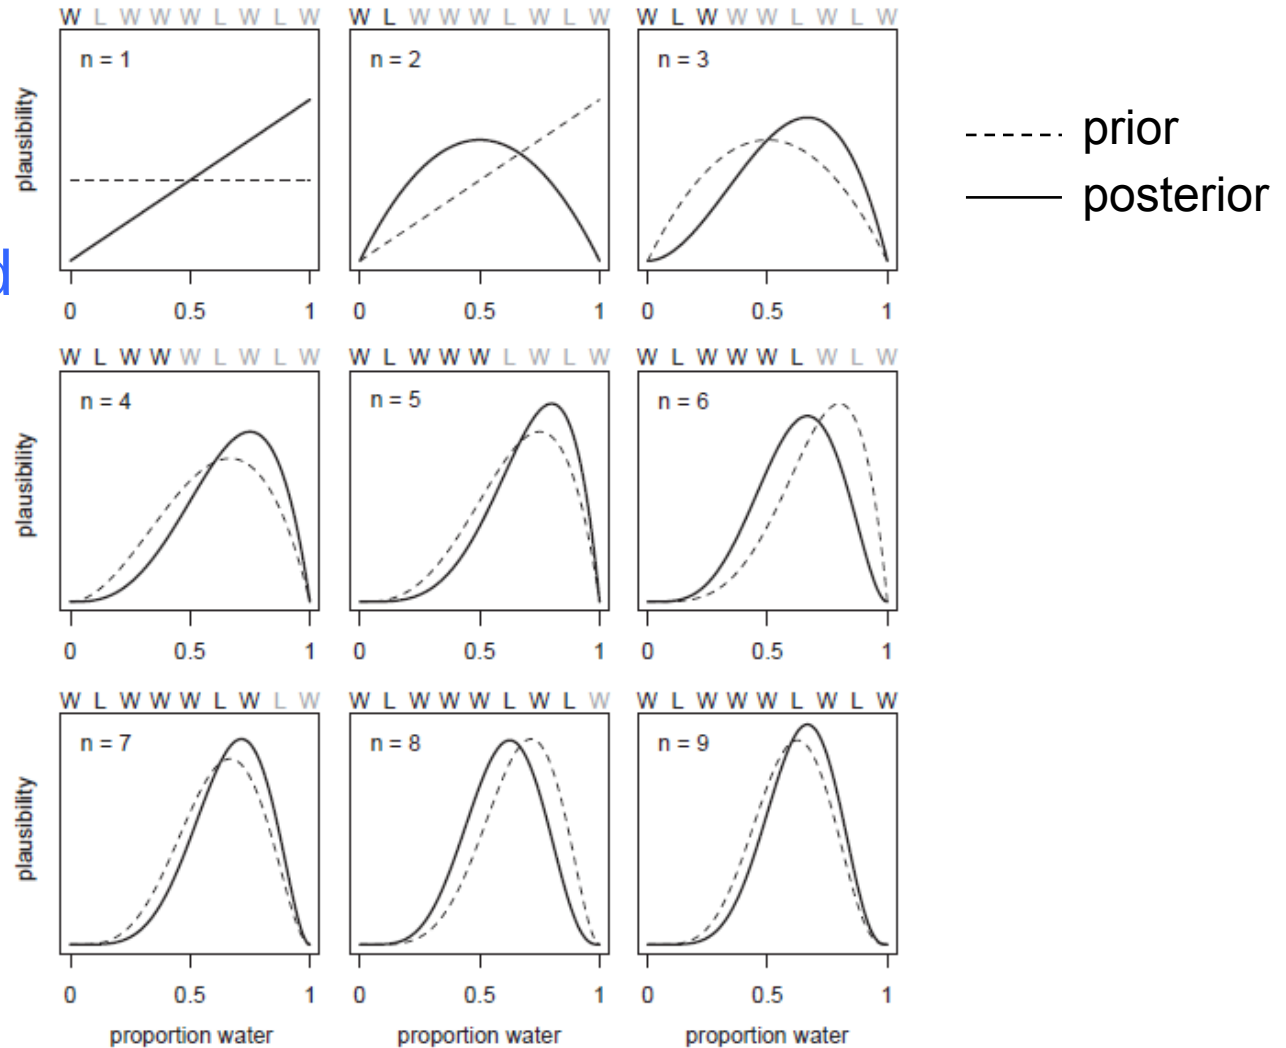 W L W W W L W L W
W L W W W L W L W
W L W W W L W L W
n = 1
n = 2
n = 3
plausibility
0 0.5 1
0 0.5 1
0 0.5 1
prior
posterior
d
W L W W W L W L W
W L W W W L W L W
W L W W W L W L W
n = 4
n = 5
n = 6
plausibility
0 0.5 1
0 0.5 1
0 0.5 1
W L W W W L W L W
W L W W W L W L W
W L W W W L W L W
n = 7
n = 8
n = 9
plausibility
0 0.5 1
0 0.5 1
0 0.5 1
proportion water
proportion water
proportion water